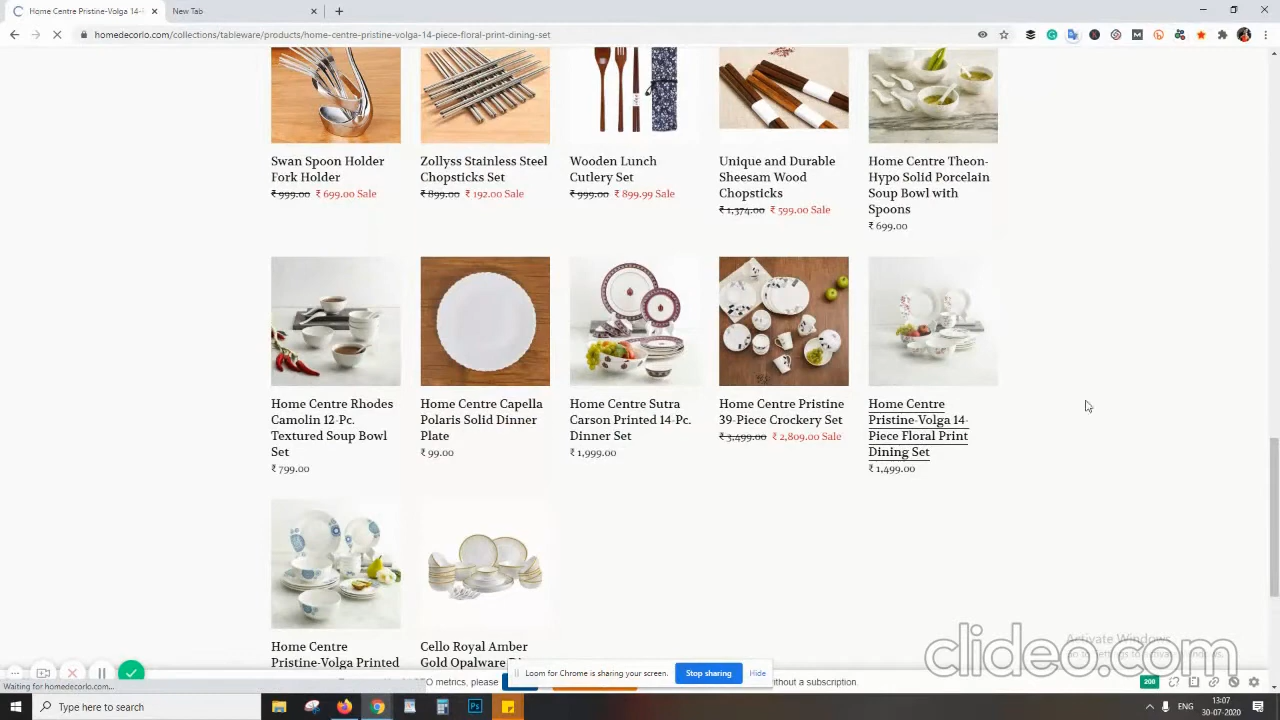 Home Centre Pristine-Volga 14-P
New Tab
homedecorio.com/collections/tableware/products/home-centre-pristine-volga-14-piece-floral-print-dining-set
Swan Spoon Holder
Fork Holder
₹ 999.00 ₹ 699.00 Sale
Zollyss Stainless Steel
Chopsticks Set
₹ 899.00 ₹ 192.00 Sale
Wooden Lunch
Cutlery Set
₹ 999.00 ₹ 899.99 Sale
Unique and Durable
Sheesam Wood
Chopsticks
₹ 1,374.00 ₹ 599.00 Sale
Home Centre Theon-
Hypo Solid Porcelain
Soup Bowl with
Spoons
₹ 699.00
Home Centre Rhodes
Camolin 12-Pc.
Textured Soup Bowl
Set
₹ 799.00
Home Centre Capella
Polaris Solid Dinner
Plate
₹ 99.00
Home Centre Sutra
Carson Printed 14-Pc.
Dinner Set
₹ 1,999.00
Home Centre Pristine
39-Piece Crockery Set
₹ 3,499.00 ₹ 2,809.00 Sale
Home Centre
Pristine-Volga 14-
Piece Floral Print
Dining Set
₹ 1,499.00
Home Centre
Pristine-Volga Printed
Cello Royal Amber
Gold Opalware
clideo.com
Activate Windows
Loom for Chrome is sharing your screen.
Stop sharing
Hide
metrics, please
without a subscription.
208
Waiting for homedecorio.com...
Type here to search
ENG
13:07
30-07-2020